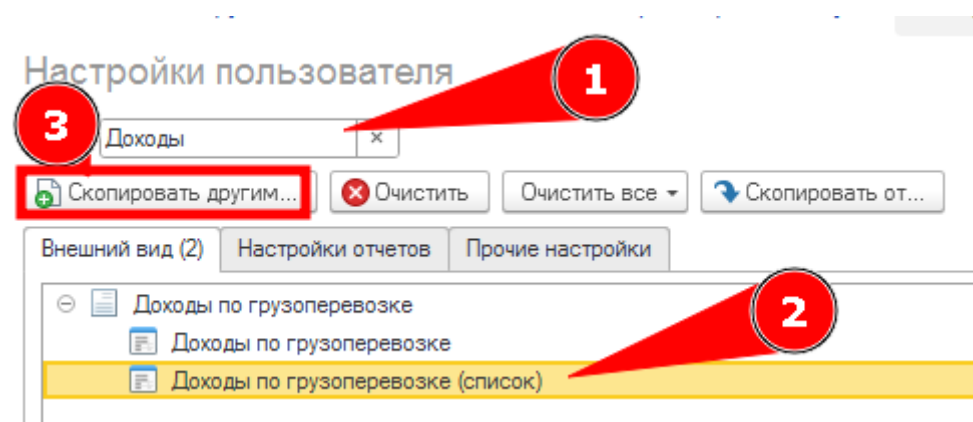 Настройки пользователя
1
3
Доходы ×
Скопировать другим... Очистить Очистить все Скопировать от...
Внешний вид (2) Настройки отчетов Прочие настройки
Доходы по грузоперевозке
2
Доходы по грузоперевозке
Доходы по грузоперевозке (список)